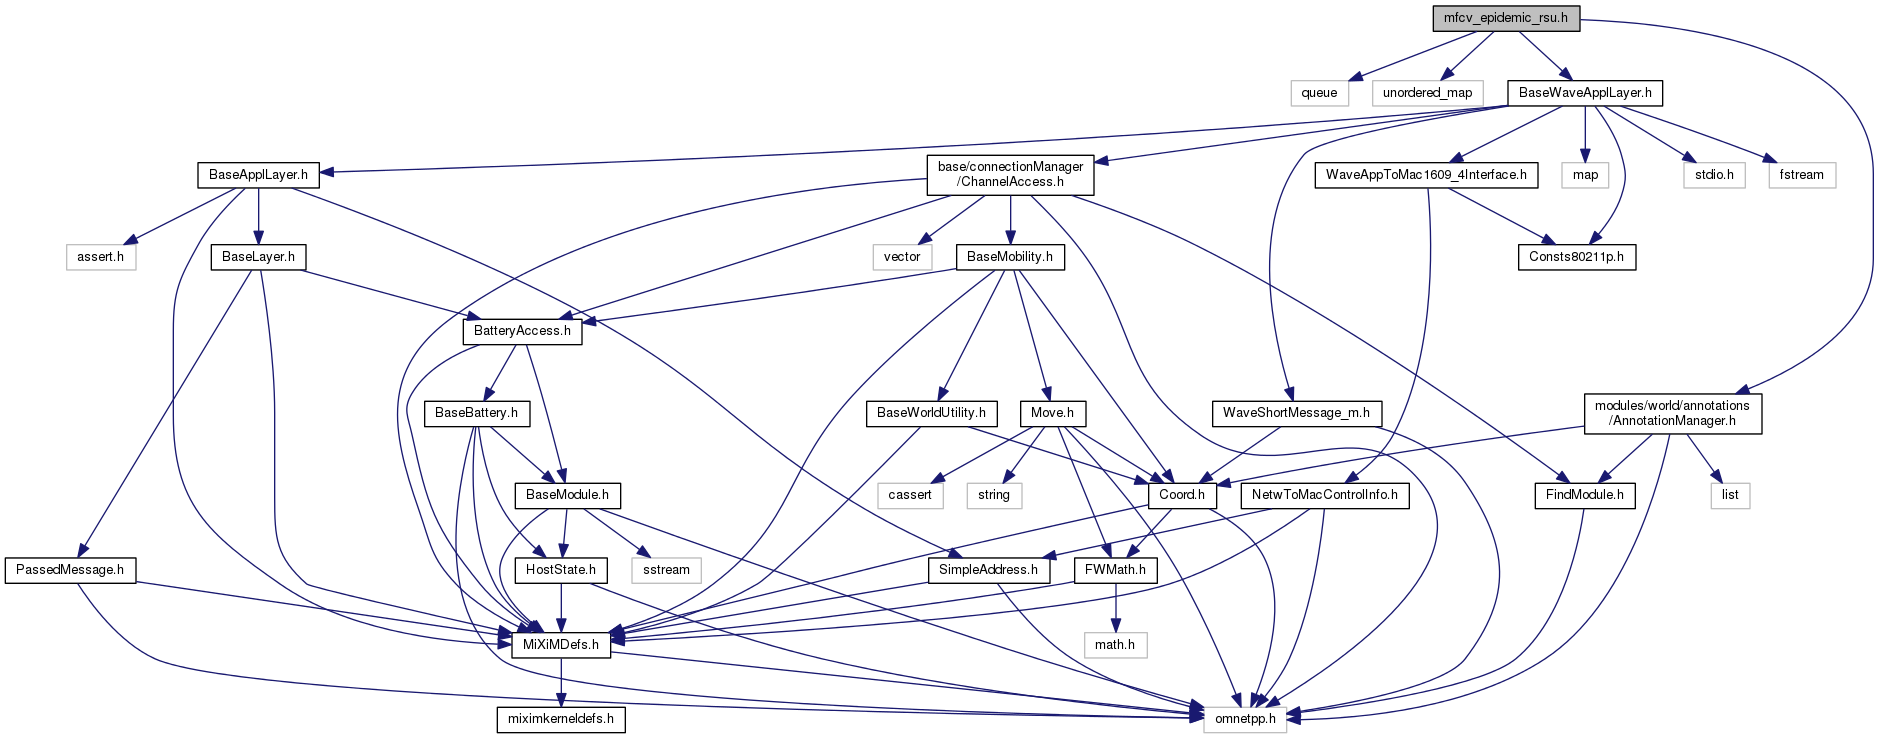 mfcv_epidemic_rsu.h
queue
unordered_map
BaseWaveApplLayer.h
BaseApplLayer.h
base/connectionManager
/ChannelAccess.h
WaveAppToMac1609_4Interface.h
map
stdio.h
fstream
assert.h
BaseLayer.h
vector
BaseMobility.h
Consts80211p.h
BatteryAccess.h
BaseBattery.h
BaseWorldUtility.h
Move.h
WaveShortMessage_m.h
modules/world/annotations
/AnnotationManager.h
BaseModule.h
cassert
string
Coord.h
NetwToMacControlInfo.h
FindModule.h
list
PassedMessage.h
HostState.h
sstream
SimpleAddress.h
FWMath.h
MiXiMDefs.h
math.h
miximkerneldefs.h
omnetpp.h